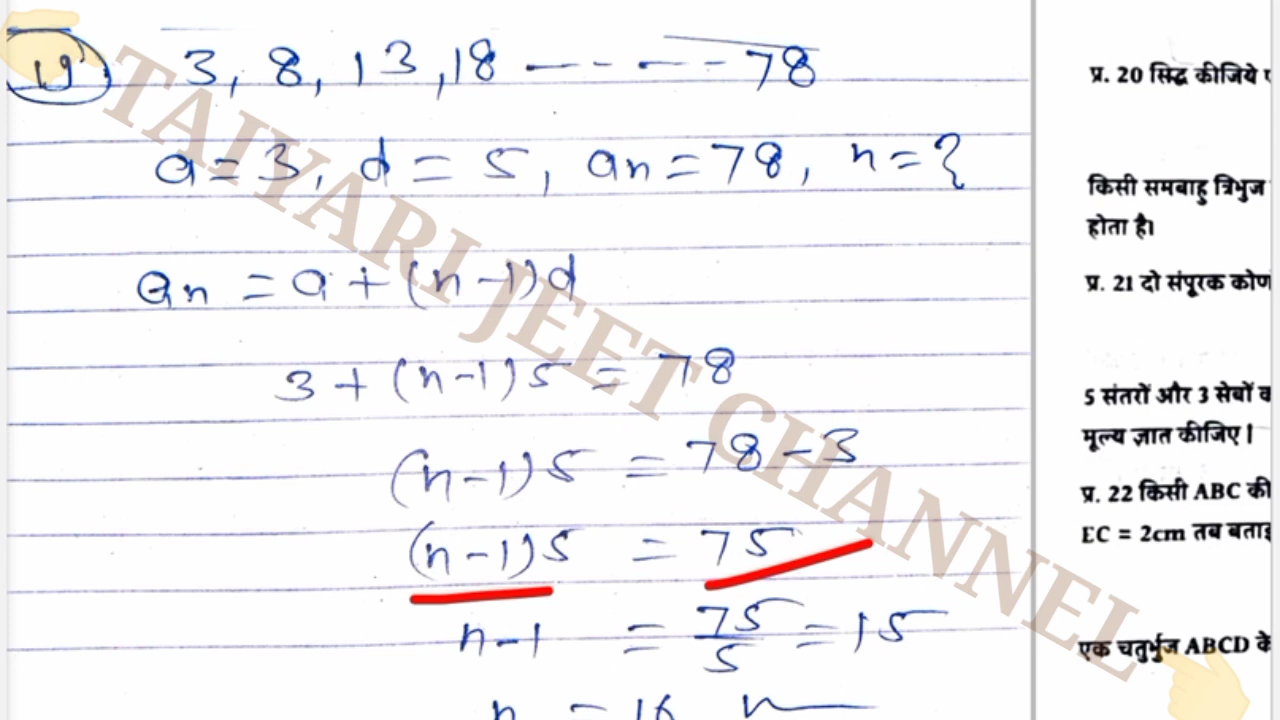 19
3, 8, 13, 18 ------78
a=3, d=5, an=78, n=?
an = a+(n-1)d
3+(n-1)5 = 78
(n-1)5 = 78-3
(n-1)5 = 75
n-1 = 75/5 = 15
n = 16
TAIYARI JEET CHANNEL
प्र. 20 सिद्ध कीजिये
किसी समबाहु त्रिभुज
होता है।
प्र. 21 दो संपूरक
5 संतरों और 3 सेबों
मूल्य ज्ञात कीजिए।
प्र. 22 किसी ABC की
EC = 2cm तब
एक चतुर्भुज ABCD के